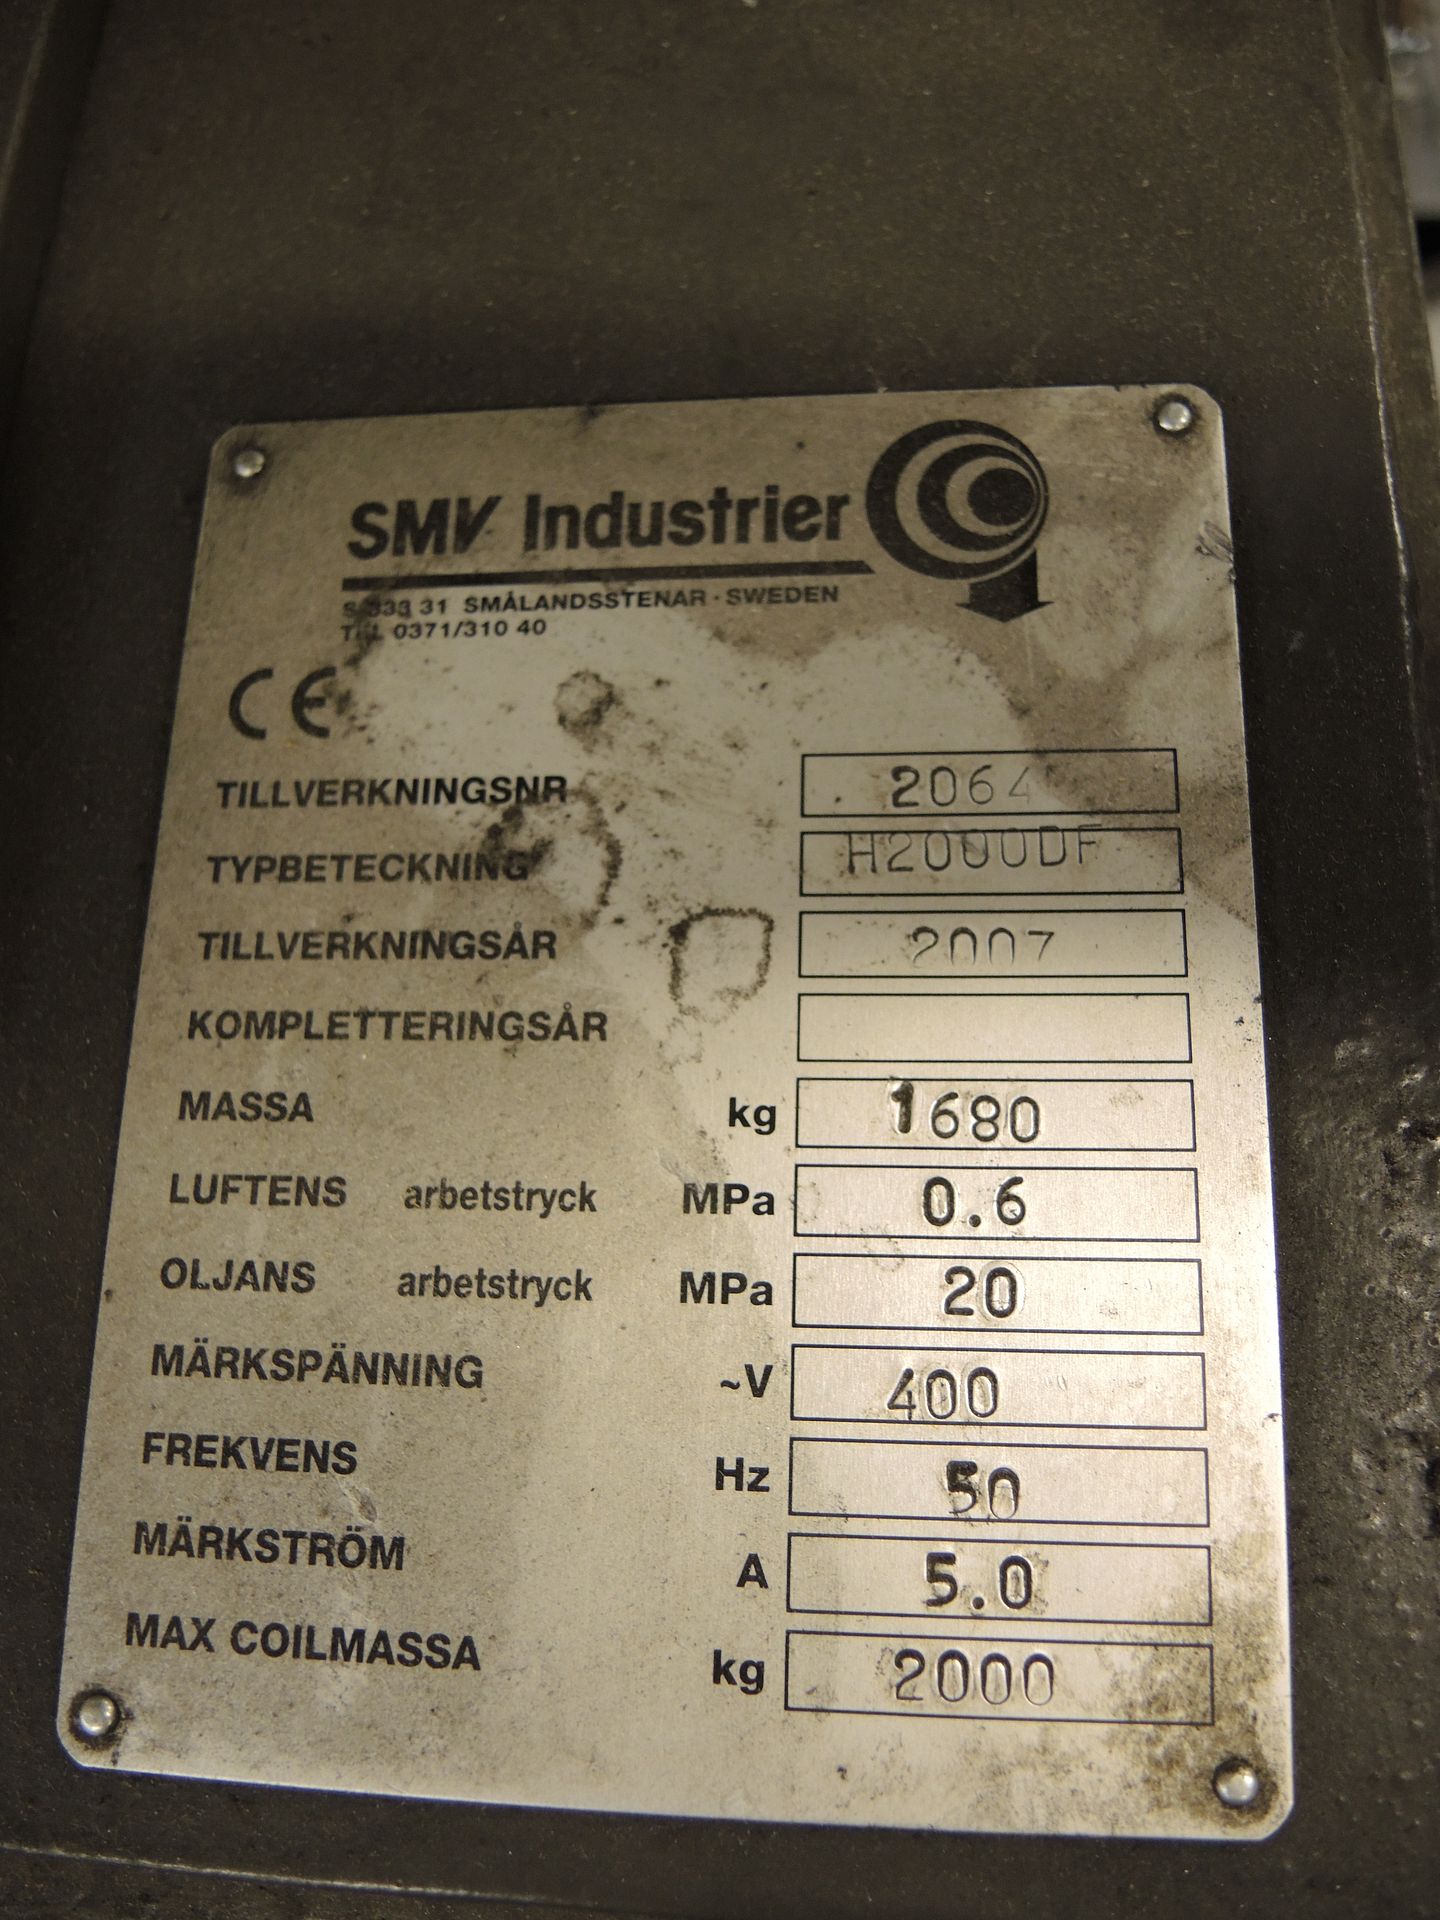 SMV Industrier
S-333 31 SMÅLANDSSTENAR · SWEDEN
TEL 0371/310 40
CE
TILLVERKNINGSNR 2064
TYPBETECKNING H2000DF
TILLVERKNINGSÅR 2007
KOMPLETTERINGSÅR
MASSA kg 1680
LUFTENS arbetstryck MPa 0.6
OLJANS arbetstryck MPa 20
MÄRKSPÄNNING ~V 400
FREKVENS Hz 50
MÄRKSTRÖM A 5.0
MAX COILMASSA kg 2000